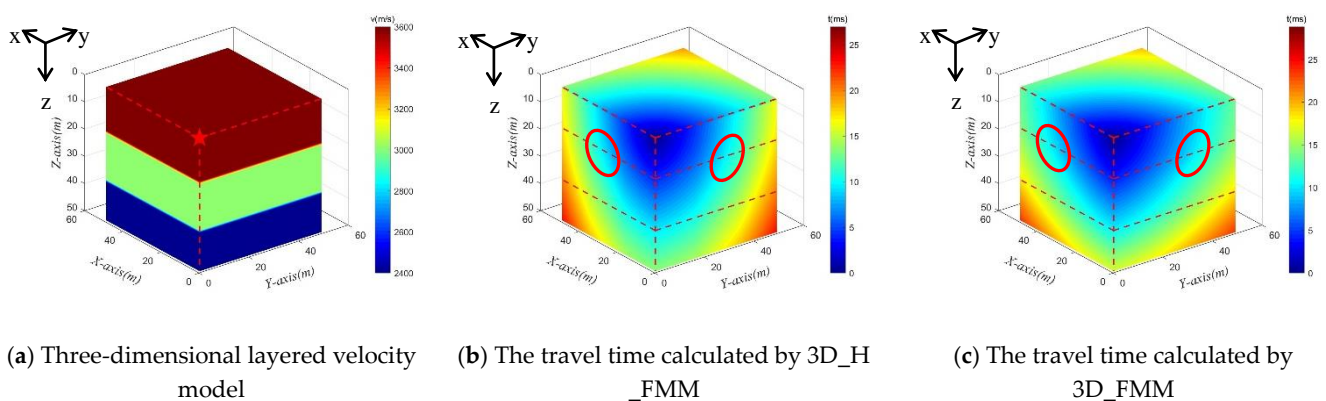 v(m/s)
x y
z
0
10
20
30
40
50
Z-axis(m)
60
40
20
0
X-axis(m)
0
20
40
60
Y-axis(m)
3600
3400
3200
3000
2800
2600
2400
t(ms)
x y
z
0
10
20
30
40
50
Z-axis(m)
60
40
20
0
X-axis(m)
0
20
40
60
Y-axis(m)
25
20
15
10
5
0
t(ms)
x y
z
0
10
20
30
40
50
Z-axis(m)
60
40
20
0
X-axis(m)
0
20
40
60
Y-axis(m)
25
20
15
10
5
0
(a) Three-dimensional layered velocity
model
(b) The travel time calculated by 3D_H
_FMM
(c) The travel time calculated by
3D_FMM